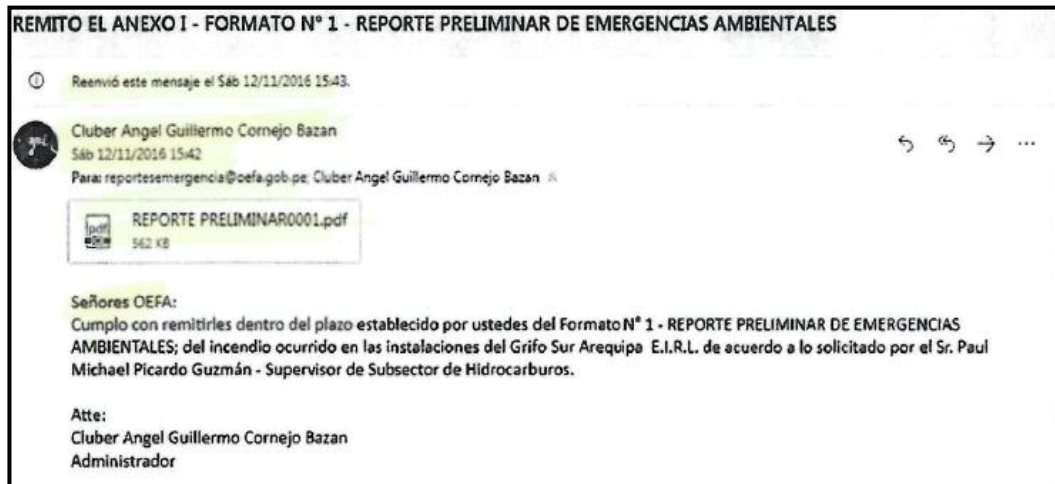 REMITO EL ANEXO I - FORMATO N° 1 - REPORTE PRELIMINAR DE EMERGENCIAS AMBIENTALES
Reenvió este mensaje el Sáb 12/11/2016 15:43.
Cluber Angel Guillermo Cornejo Bazan
Sáb 12/11/2016 15:42
Para: reportesemergencia@oefa.gob.pe; Cluber Angel Guillermo Cornejo Bazan
REPORTE PRELIMINAR0001.pdf
562 KB
Señores OEFA:
Cumplo con remitirles dentro del plazo establecido por ustedes del Formato N° 1 - REPORTE PRELIMINAR DE EMERGENCIAS
AMBIENTALES; del incendio ocurrido en las instalaciones del Grifo Sur Arequipa E.I.R.L. de acuerdo a lo solicitado por el Sr. Paul
Michael Picardo Guzmán - Supervisor de Subsector de Hidrocarburos.
Atte:
Cluber Angel Guillermo Cornejo Bazan
Administrador